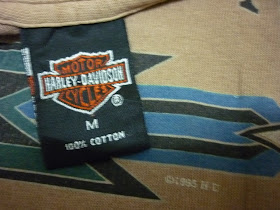 MOTOR
HARLEY-DAVIDSON
CYCLES
®
M
100% COTTON
©1995 H-D